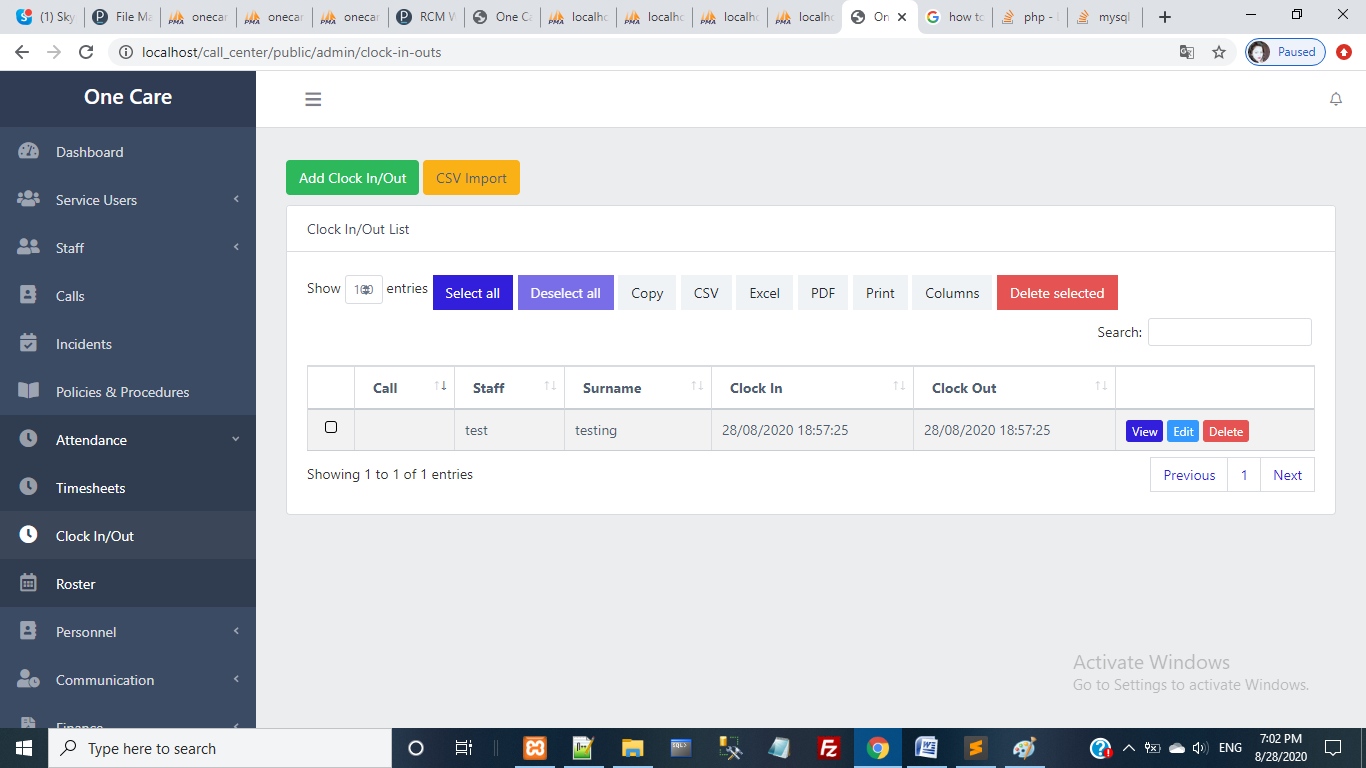 (1) Sky
File Ma
onecar
onecar
onecar
RCM W
One Ca
localho
localho
localho
localho
On
how to
php -
mysql
localhost/call_center/public/admin/clock-in-outs
Paused
One Care
Dashboard
Service Users
Staff
Calls
Incidents
Policies & Procedures
Attendance
Timesheets
Clock In/Out
Roster
Personnel
Communication
Finance
Add Clock In/Out CSV Import
Clock In/Out List
Show 100 entries Select all Deselect all Copy CSV Excel PDF Print Columns Delete selected
Search:
Call Staff Surname Clock In Clock Out
test testing 28/08/2020 18:57:25 28/08/2020 18:57:25 View Edit Delete
Showing 1 to 1 of 1 entries Previous 1 Next
Activate Windows
Go to Settings to activate Windows.
Type here to search
ENG
7:02 PM
8/28/2020